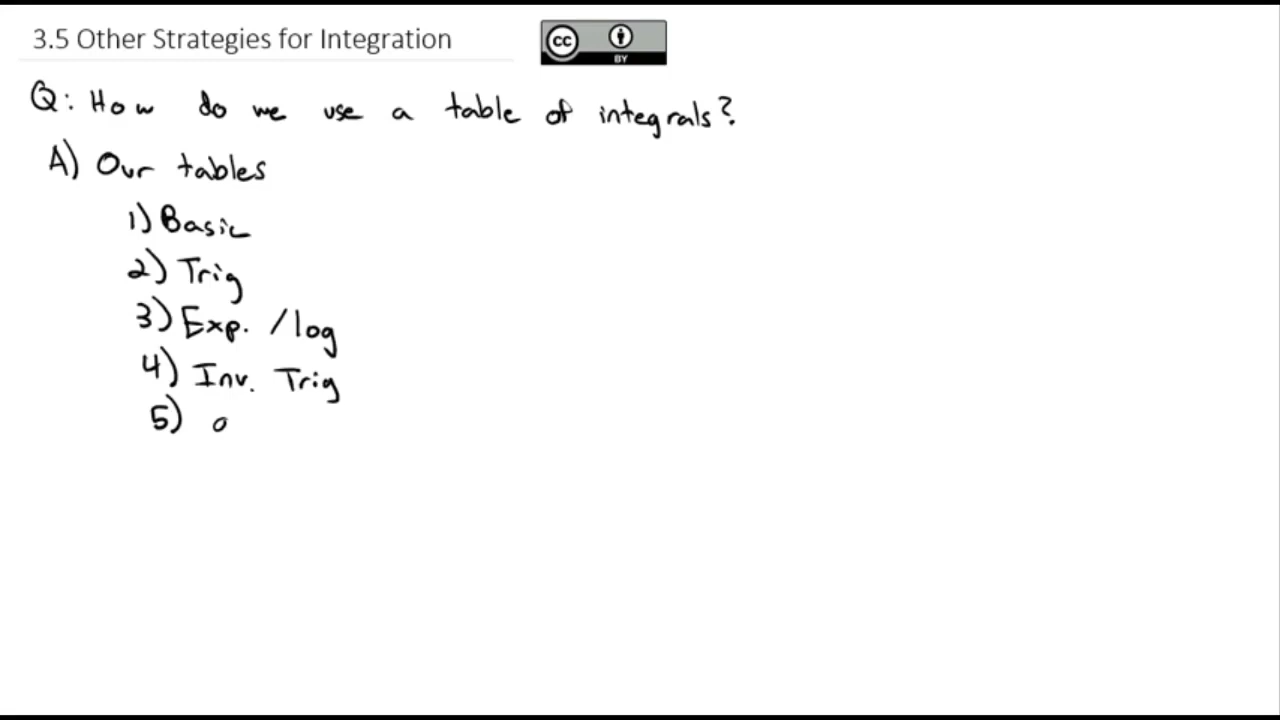 3.5 Other Strategies for Integration
cc BY
Q: How do we use a table of integrals?
A) Our tables
1) Basic
2) Trig
3) Exp. / log
4) Inv. Trig
5)